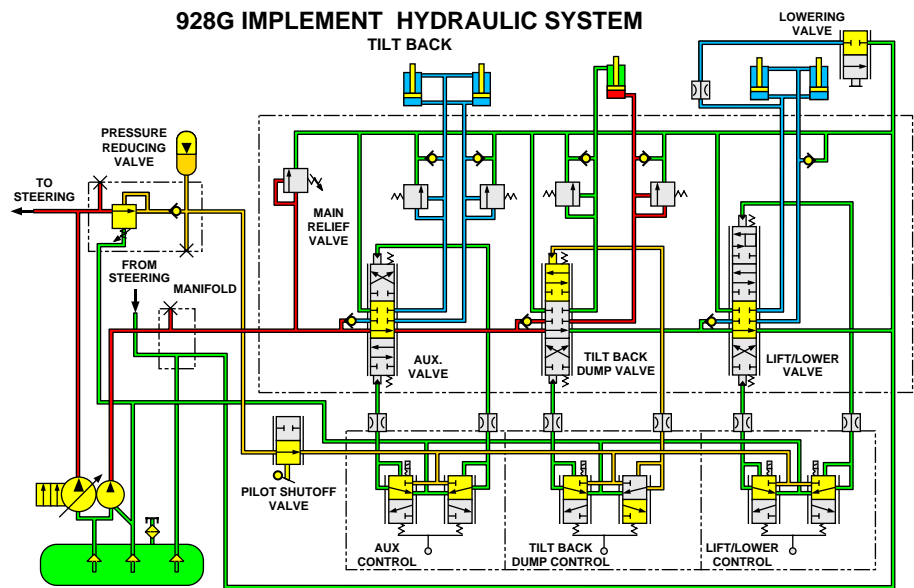 928G IMPLEMENT HYDRAULIC SYSTEM
TILT BACK
LOWERING
VALVE
PRESSURE
REDUCING
VALVE
TO
STEERING
MAIN
RELIEF
VALVE
FROM
STEERING
MANIFOLD
AUX.
VALVE
TILT BACK
DUMP VALVE
LIFT/LOWER
VALVE
PILOT SHUTOFF
VALVE
AUX
CONTROL
TILT BACK
DUMP CONTROL
LIFT/LOWER
CONTROL